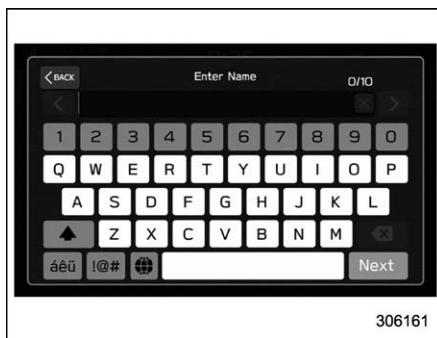 BACK Enter Name 0/10
1 2 3 4 5 6 7 8 9 0
Q W E R T Y U I O P
A S D F G H J K L
Z X C V B N M
áêü !@# Next
306161